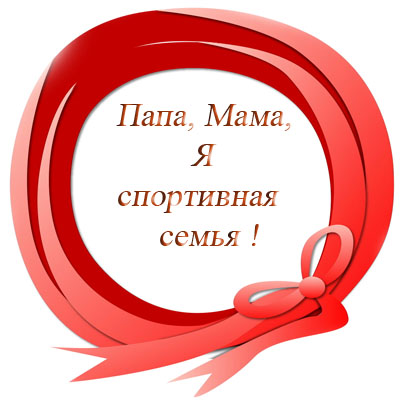 Папа, Мама,
Я
спортивная
семья !